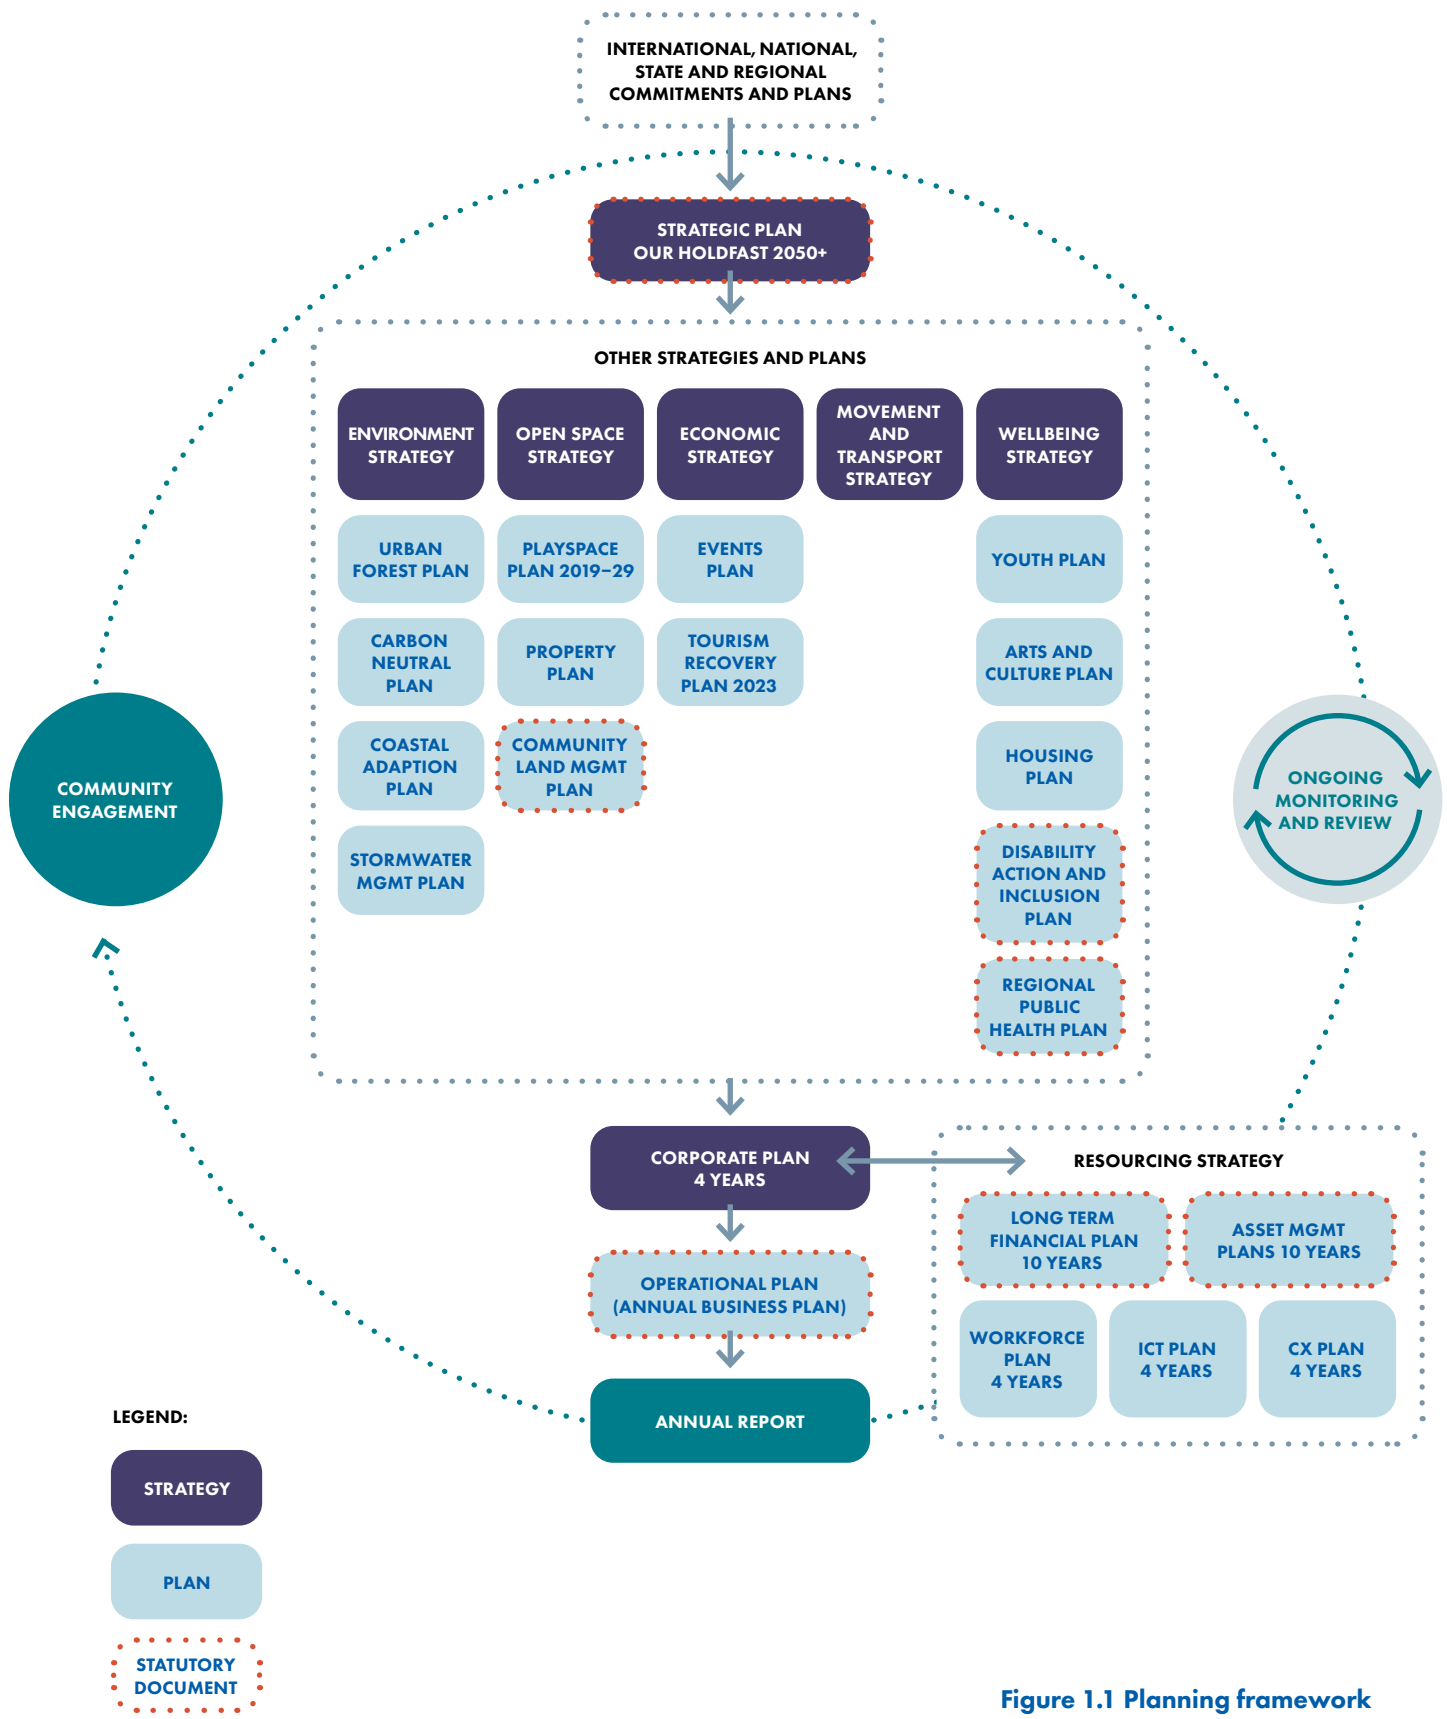 INTERNATIONAL, NATIONAL,
STATE AND REGIONAL
COMMITMENTS AND PLANS
STRATEGIC PLAN
OUR HOLDFAST 2050+
OTHER STRATEGIES AND PLANS
ENVIRONMENT
STRATEGY
OPEN SPACE
STRATEGY
ECONOMIC
STRATEGY
MOVEMENT
AND
TRANSPORT
STRATEGY
WELLBEING
STRATEGY
URBAN
FOREST PLAN
CARBON
NEUTRAL
PLAN
COASTAL
ADAPTION
PLAN
STORMWATER
MGMT PLAN
PLAYSPACE
PLAN 2019–29
PROPERTY
PLAN
COMMUNITY
LAND MGMT
PLAN
EVENTS
PLAN
TOURISM
RECOVERY
PLAN 2023
YOUTH PLAN
ARTS AND
CULTURE PLAN
HOUSING
PLAN
DISABILITY
ACTION AND
INCLUSION
PLAN
REGIONAL
PUBLIC
HEALTH PLAN
COMMUNITY
ENGAGEMENT
ONGOING
MONITORING
AND REVIEW
CORPORATE PLAN
4 YEARS
RESOURCING STRATEGY
LONG TERM
FINANCIAL PLAN
10 YEARS
ASSET MGMT
PLANS 10 YEARS
WORKFORCE
PLAN
4 YEARS
ICT PLAN
4 YEARS
CX PLAN
4 YEARS
OPERATIONAL PLAN
(ANNUAL BUSINESS PLAN)
ANNUAL REPORT
LEGEND:
STRATEGY
PLAN
STATUTORY
DOCUMENT
Figure 1.1 Planning framework